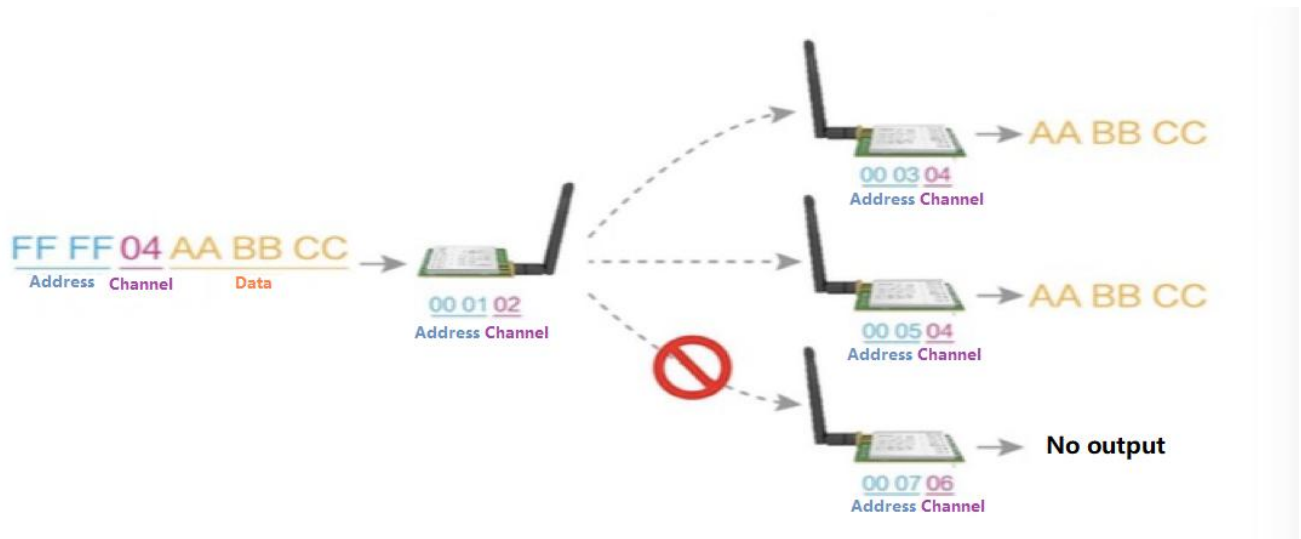 FF FF 04 AA BB CC
Address Channel Data
00 01 02
Address Channel
AA BB CC
00 03 04
Address Channel
AA BB CC
00 05 04
Address Channel
No output
00 07 06
Address Channel